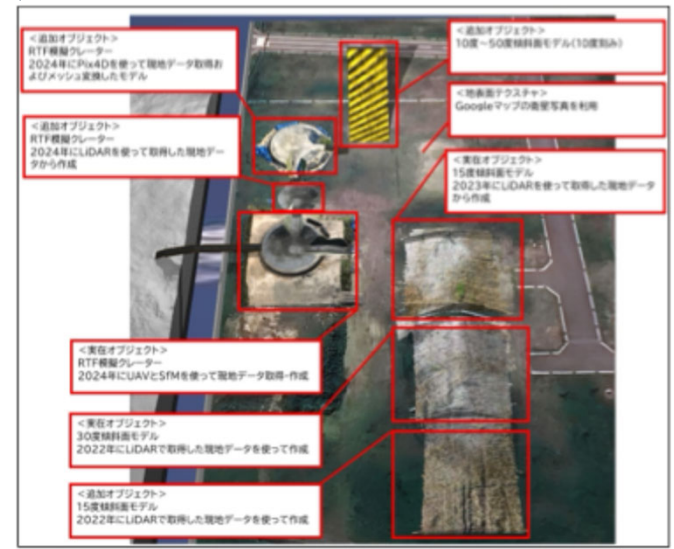 <追加オブジェクト>
RTF模擬クレーター
2024年にPix4Dを使って現地データ取得お
よびメッシュ変換したモデル
<追加オブジェクト>
RTF模擬クレーター
2024年にLiDARを使って取得した現地デー
タから作成
<追加オブジェクト>
10度～50度傾斜面モデル(10度刻み)
<地表面テクスチャ>
Googleマップの衛星写真を利用
<実在オブジェクト>
15度傾斜面モデル
2023年にLiDARを使って取得した現地データ
から作成
<実在オブジェクト>
RTF模擬クレーター
2024年にUAVとSfMを使って現地データ取得・作成
<実在オブジェクト>
30度傾斜面モデル
2022年にLiDARで取得した現地データを使って作成
<追加オブジェクト>
15度傾斜面モデル
2022年にLiDARで取得した現地データを使って作成